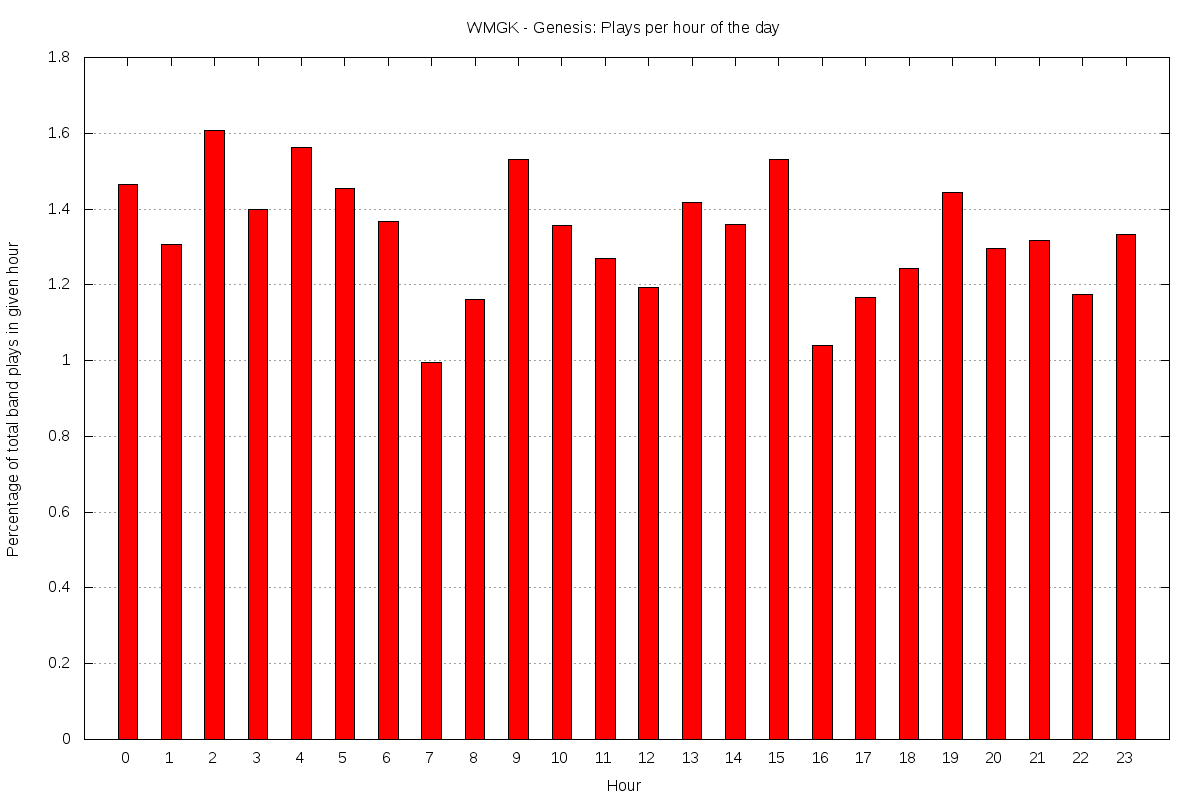 WMGK - Genesis: Plays per hour of the day
Percentage of total band plays in given hour
1.8
1.6
1.4
1.2
1
0.8
0.6
0.4
0.2
0
0 1 2 3 4 5 6 7 8 9 10 11 12 13 14 15 16 17 18 19 20 21 22 23
Hour